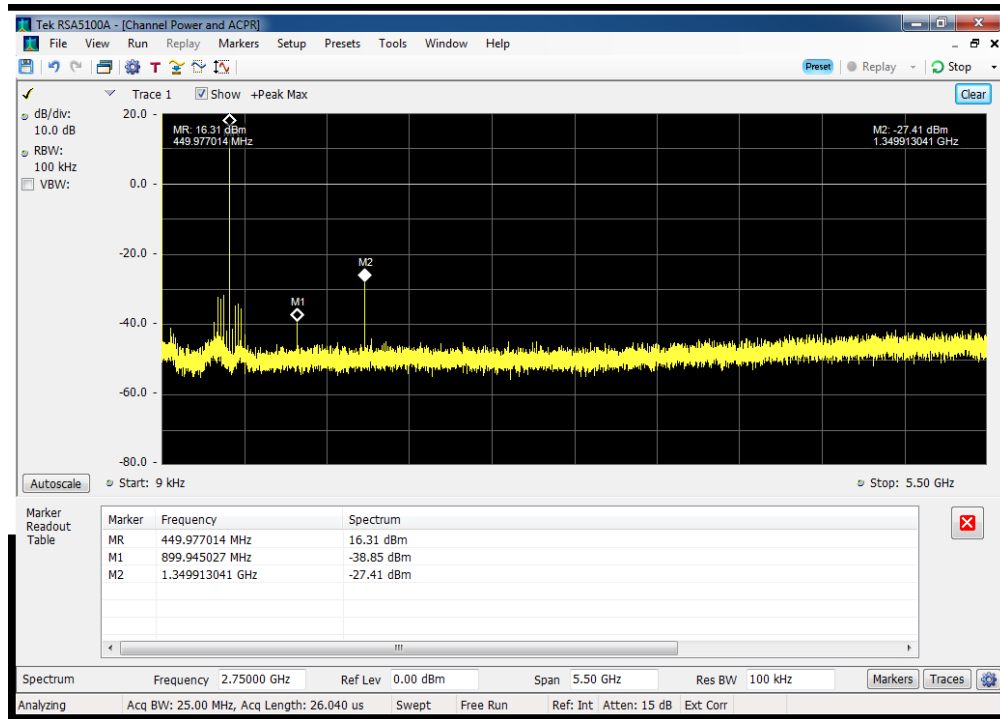 Tek RSA5100A - [Channel Power and ACPR]
File View Run Replay Markers Setup Presets Tools Window Help
Preset Replay Stop
Trace 1 Show +Peak Max Clear
dB/div:
10.0 dB
RBW:
100 kHz
VBW:
20.0
0.0
-20.0
-40.0
-60.0
-80.0
MR: 16.31 dBm
449.977014 MHz
M2: -27.41 dBm
1.349913041 GHz
M2
M1
Autoscale Start: 9 kHz Stop: 5.50 GHz
Marker
Readout
Table
Marker Frequency Spectrum
MR 449.977014 MHz 16.31 dBm
M1 899.945027 MHz -38.85 dBm
M2 1.349913041 GHz -27.41 dBm
Spectrum Frequency 2.75000 GHz Ref Lev 0.00 dBm Span 5.50 GHz Res BW 100 kHz Markers Traces
Analyzing Acq BW: 25.00 MHz, Acq Length: 26.040 us Swept Free Run Ref: Int Atten: 15 dB Ext Corr